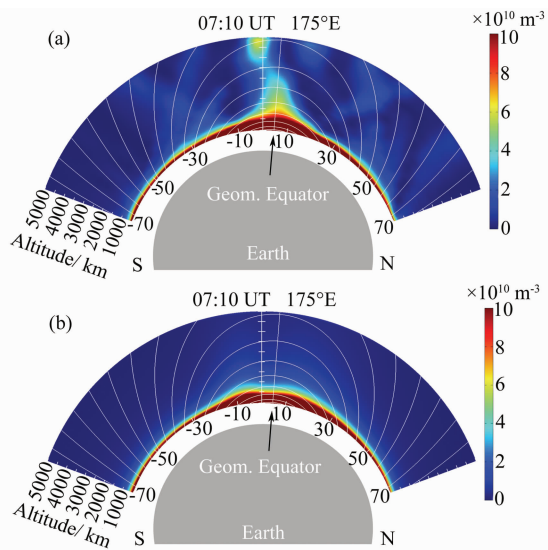 07:10 UT 175°E
×10¹⁰ m⁻³
(a)
10
8
6
4
2
0
-70
-50
-30
-10
10
30
50
70
5000
4000
3000
2000
1000
Altitude/ km
Geom. Equator
Earth
S
N
07:10 UT 175°E
×10¹⁰ m⁻³
(b)
10
8
6
4
2
0
-70
-50
-30
-10
10
30
50
70
5000
4000
3000
2000
1000
Altitude/ km
Geom. Equator
Earth
S
N